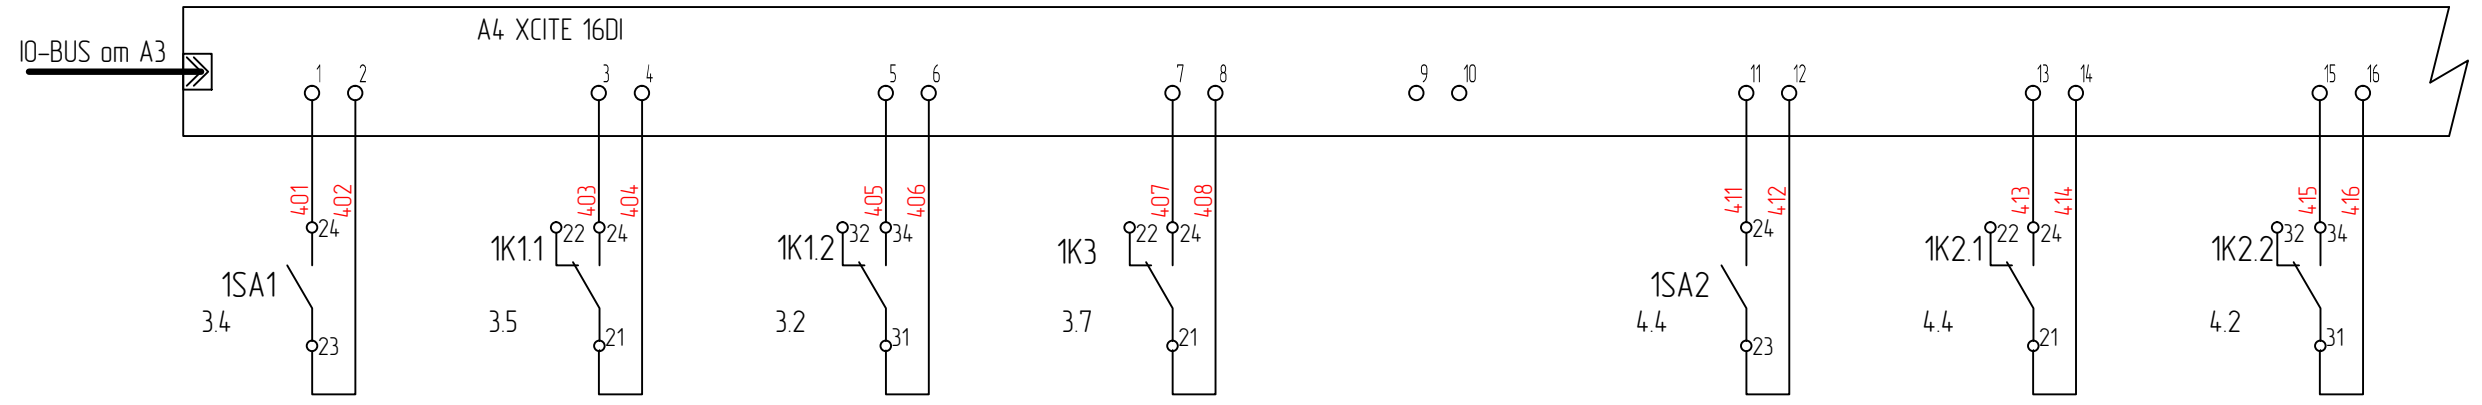 A4 XCITE 16DI
IO-BUS om A3
1 2 3 4 5 6 7 8 9 10 11 12 13 14 15 16
401 402 403 404 405 406 407 408 411 412 413 414 415 416
24 22 24 32 34 22 24 24 22 24 32 34
1K1.1 1K1.2 1K3 1K2.1 1K2.2
1SA1 1SA2
3.4 3.5 3.2 3.7 4.4 4.4 4.2
23 21 31 21 23 21 31